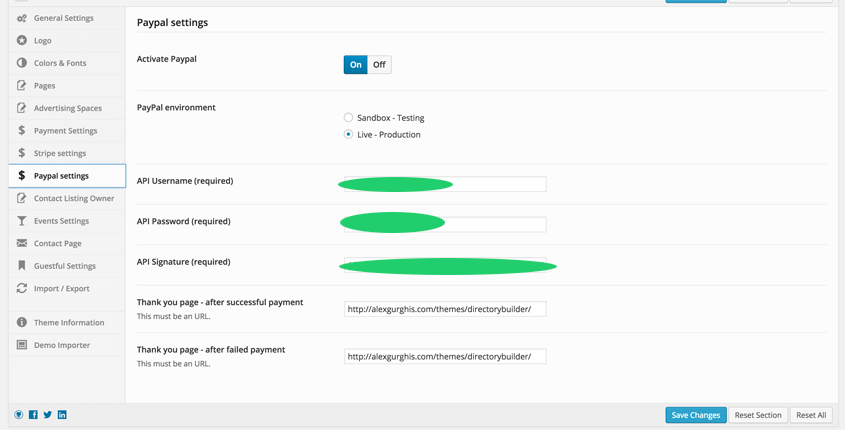 General Settings
Logo
Colors & Fonts
Pages
Advertising Spaces
Payment Settings
Stripe settings
Paypal settings
Contact Listing Owner
Events Settings
Contact Page
Guestful Settings
Import / Export
Theme Information
Demo Importer
Paypal settings
Activate Paypal
On Off
PayPal environment
Sandbox - Testing
Live - Production
API Username (required)
API Password (required)
API Signature (required)
Thank you page - after successful payment
This must be an URL.
http://alexgurghis.com/themes/directorybuilder/
Thank you page - after failed payment
This must be an URL.
http://alexgurghis.com/themes/directorybuilder/
Save Changes Reset Section Reset All